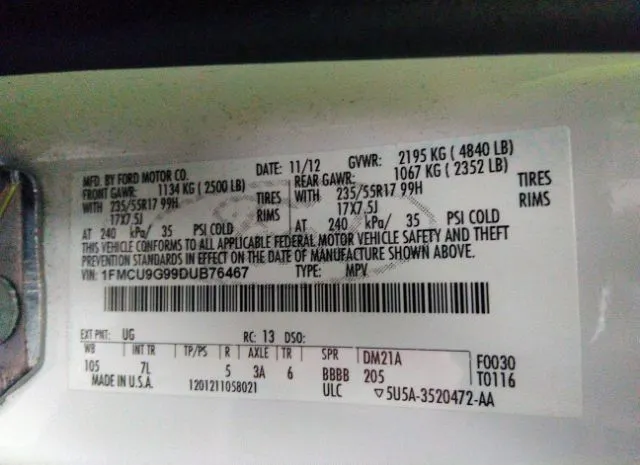 MFD. BY FORD MOTOR CO. DATE: 11/12 GVWR: 2195 KG ( 4840 LB)
FRONT GAWR: 1134 KG ( 2500 LB) REAR GAWR: 1067 KG ( 2352 LB)
WITH 235/55R17 99H TIRES WITH 235/55R17 99H TIRES
17X7.5J RIMS 17X7.5J RIMS
AT 240 kPa/ 35 PSI COLD AT 240 kPa/ 35 PSI COLD
THIS VEHICLE CONFORMS TO ALL APPLICABLE FEDERAL MOTOR VEHICLE SAFETY AND THEFT
PREVENTION STANDARDS IN EFFECT ON THE DATE OF MANUFACTURE SHOWN ABOVE.
VIN: 1FMCU9G99DUB76467 TYPE: MPV
EXT PNT: UG RC: 13 DSO:
WB INT TR TP/PS R AXLE TR SPR DM21A F0030
105 7L 5 3A 6 BBBB 205 T0116
MADE IN U.S.A. 1201211058021 ULC ▽5U5A-3520472-AA